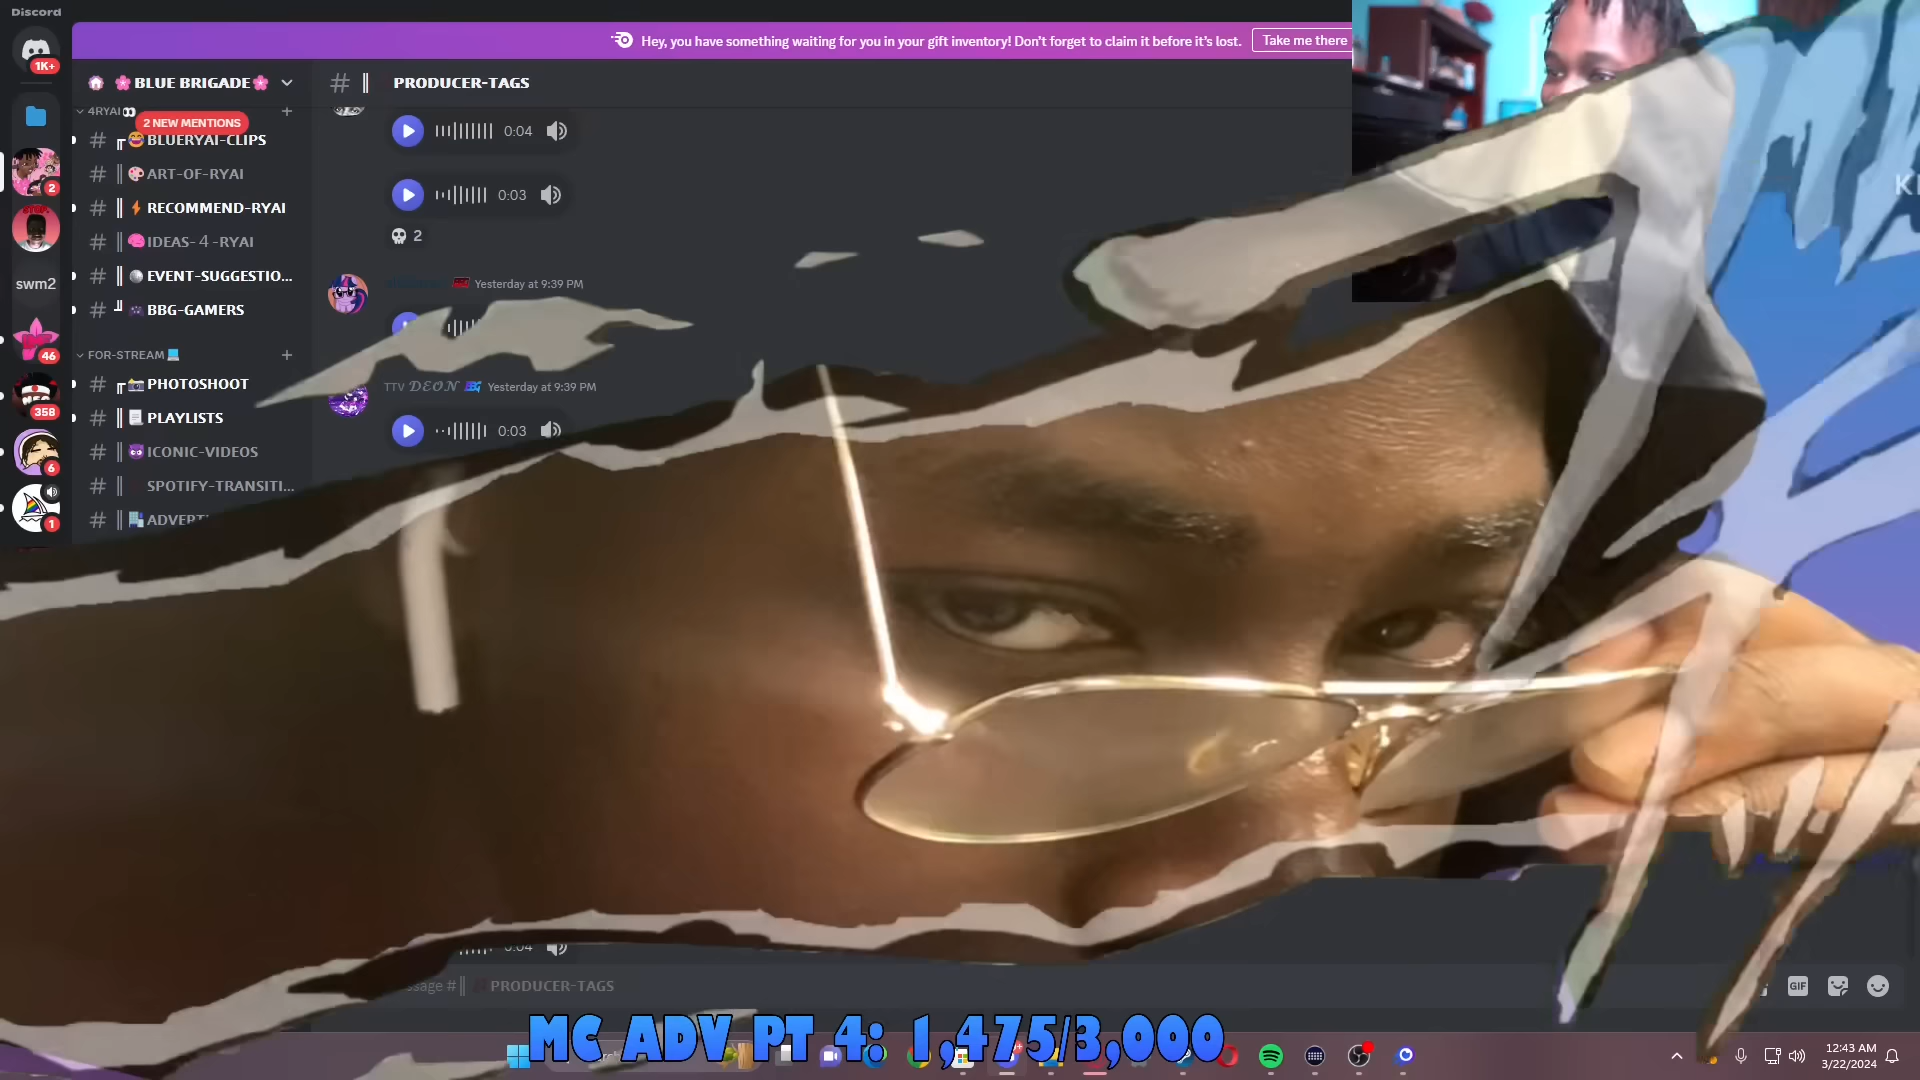 Discord
Hey, you have something waiting for you in your gift inventory! Don't forget to claim it before it's lost.
Take me there
1K+
BLUE BRIGADE
PRODUCER-TAGS
4RYAI
2 NEW MENTIONS
BLUERYAI-CLIPS
0:04
ART-OF-RYAI
2
RECOMMEND-RYAI
0:03
IDEAS-4-RYAI
2
swm2
EVENT-SUGGESTIO...
Yesterday at 9:39 PM
BBG-GAMERS
46
FOR-STREAM
PHOTOSHOOT
TTV DEON
Yesterday at 9:39 PM
358
PLAYLISTS
0:03
ICONIC-VIDEOS
6
SPOTIFY-TRANSITI...
1
PRODUCER-TAGS
GIF
MC ADV PT 4: 1,475/3,000
12:43 AM
3/22/2024